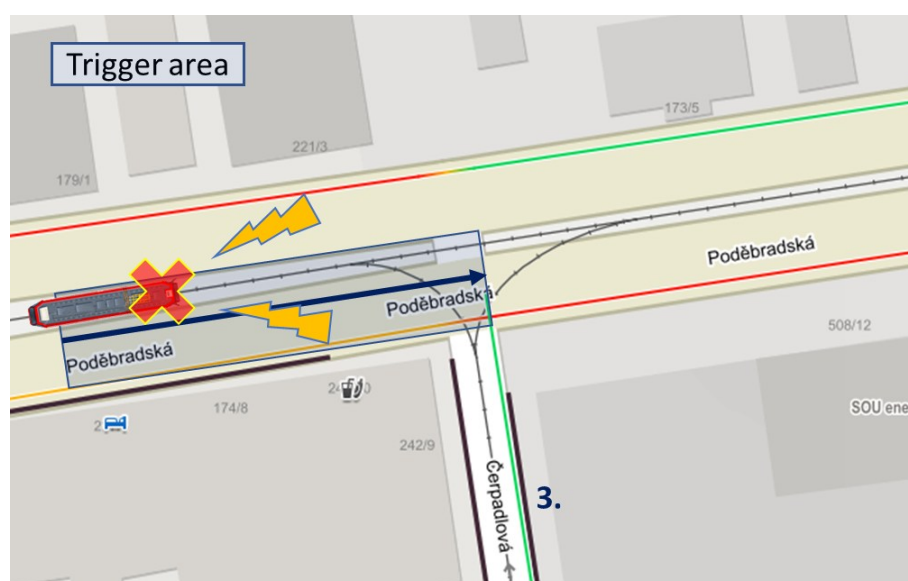 Trigger area
173/5
221/3
179/1
Poděbradská
Poděbradská
Poděbradská
508/12
174/8
SOU ene
242/9
3.
Čerpadlová